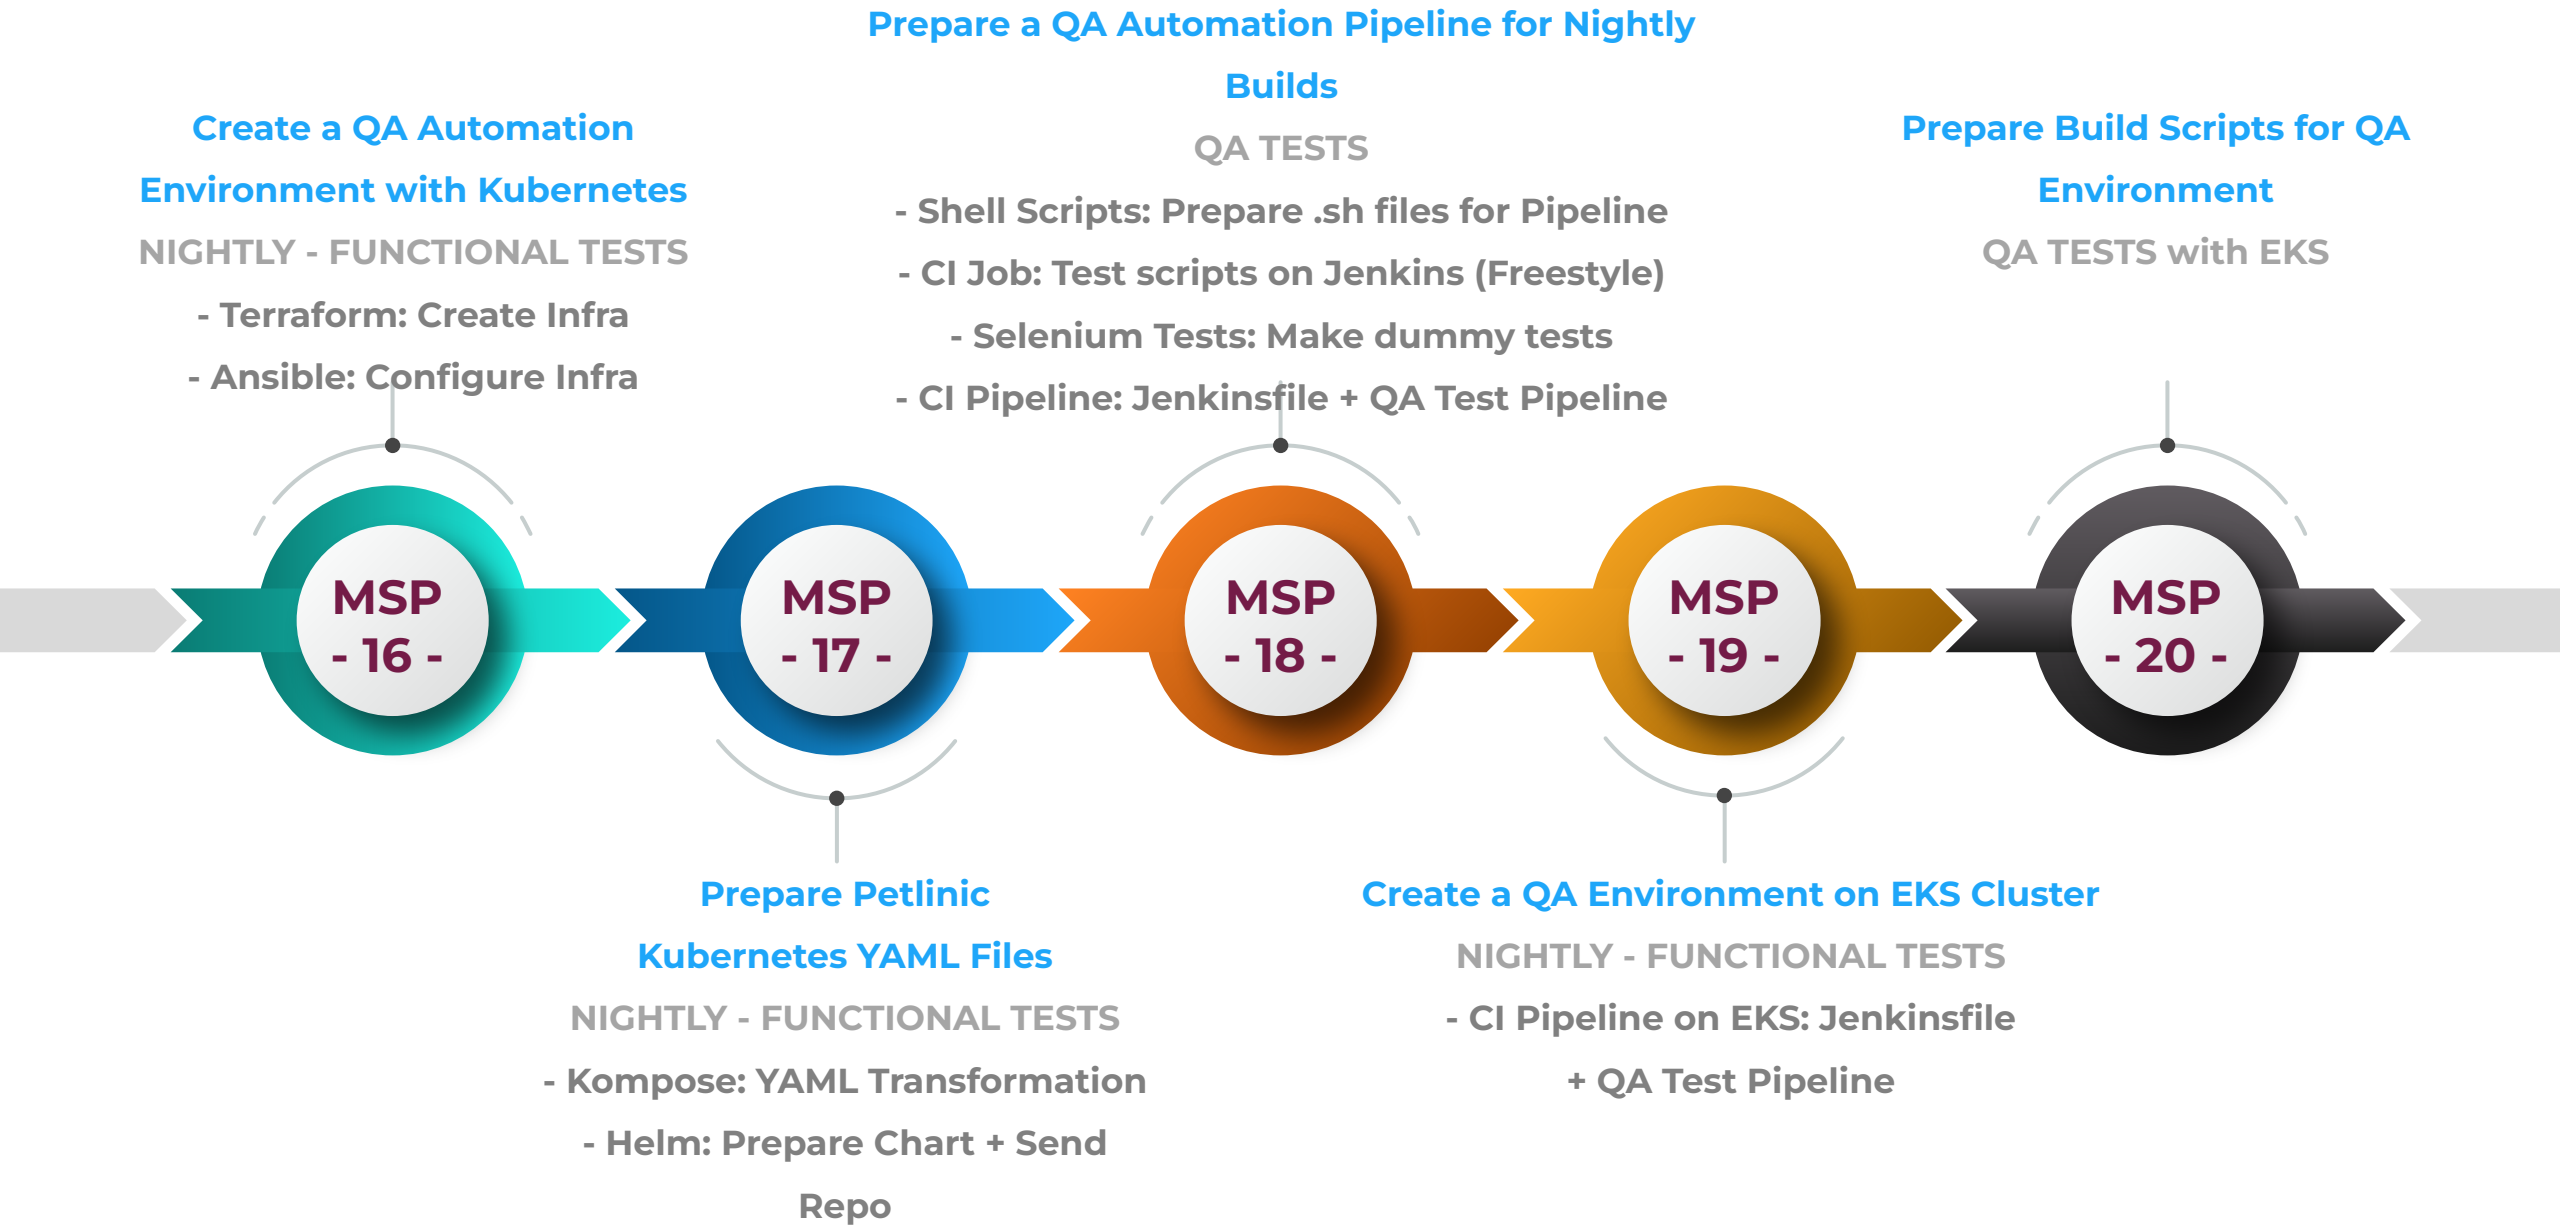 Create a QA Automation
Environment with Kubernetes
NIGHTLY - FUNCTIONAL TESTS
- Terraform: Create Infra
- Ansible: Configure Infra
MSP
- 16 -
Prepare Petlinic
Kubernetes YAML Files
NIGHTLY - FUNCTIONAL TESTS
- Kompose: YAML Transformation
- Helm: Prepare Chart + Send
Repo
MSP
- 17 -
Prepare a QA Automation Pipeline for Nightly
Builds
QA TESTS
- Shell Scripts: Prepare .sh files for Pipeline
- CI Job: Test scripts on Jenkins (Freestyle)
- Selenium Tests: Make dummy tests
- CI Pipeline: Jenkinsfile + QA Test Pipeline
MSP
- 18 -
Create a QA Environment on EKS Cluster
NIGHTLY - FUNCTIONAL TESTS
- CI Pipeline on EKS: Jenkinsfile
+ QA Test Pipeline
MSP
- 19 -
Prepare Build Scripts for QA
Environment
QA TESTS with EKS
MSP
- 20 -